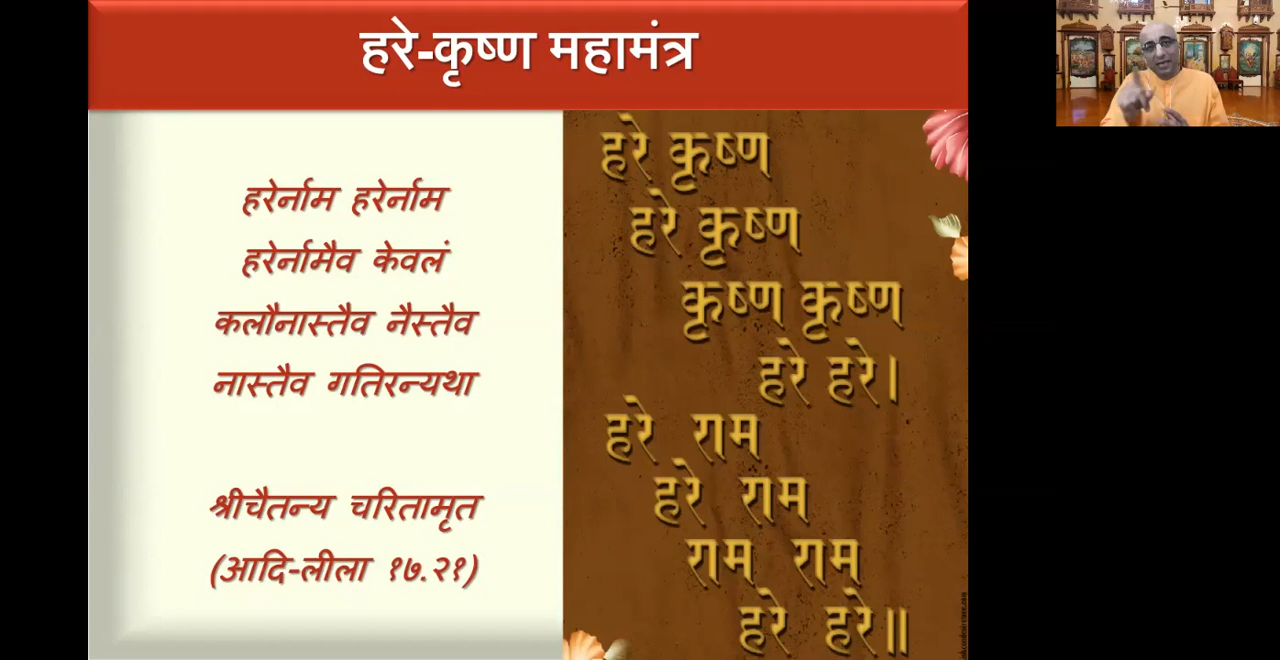 हरे-कृष्ण महामंत्र
हरेर्नाम हरेर्नाम
हरेर्नामैव केवलं
कलौनास्तैव नैस्तैव
नास्तैव गतिरन्यथा
श्रीचैतन्य चरितामृत
(आदि-लीला १७.२१)
हरे कृष्ण
हरे कृष्ण
कृष्ण कृष्ण
हरे हरे।
हरे राम
हरे राम
राम राम
हरे हरे॥